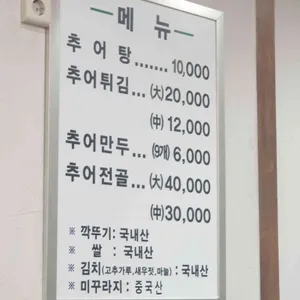 메뉴
추어탕.......10,000
추어튀김...(大)20,000
(中)12,000
추어만두...(9개)6,000
추어전골...(大)40,000
(中)30,000
※ 깍뚜기:국내산
※ 쌀 : 국내산
※ 김치(고추가루,새우젓,마늘):국내산
※ 미꾸라지: 중국산